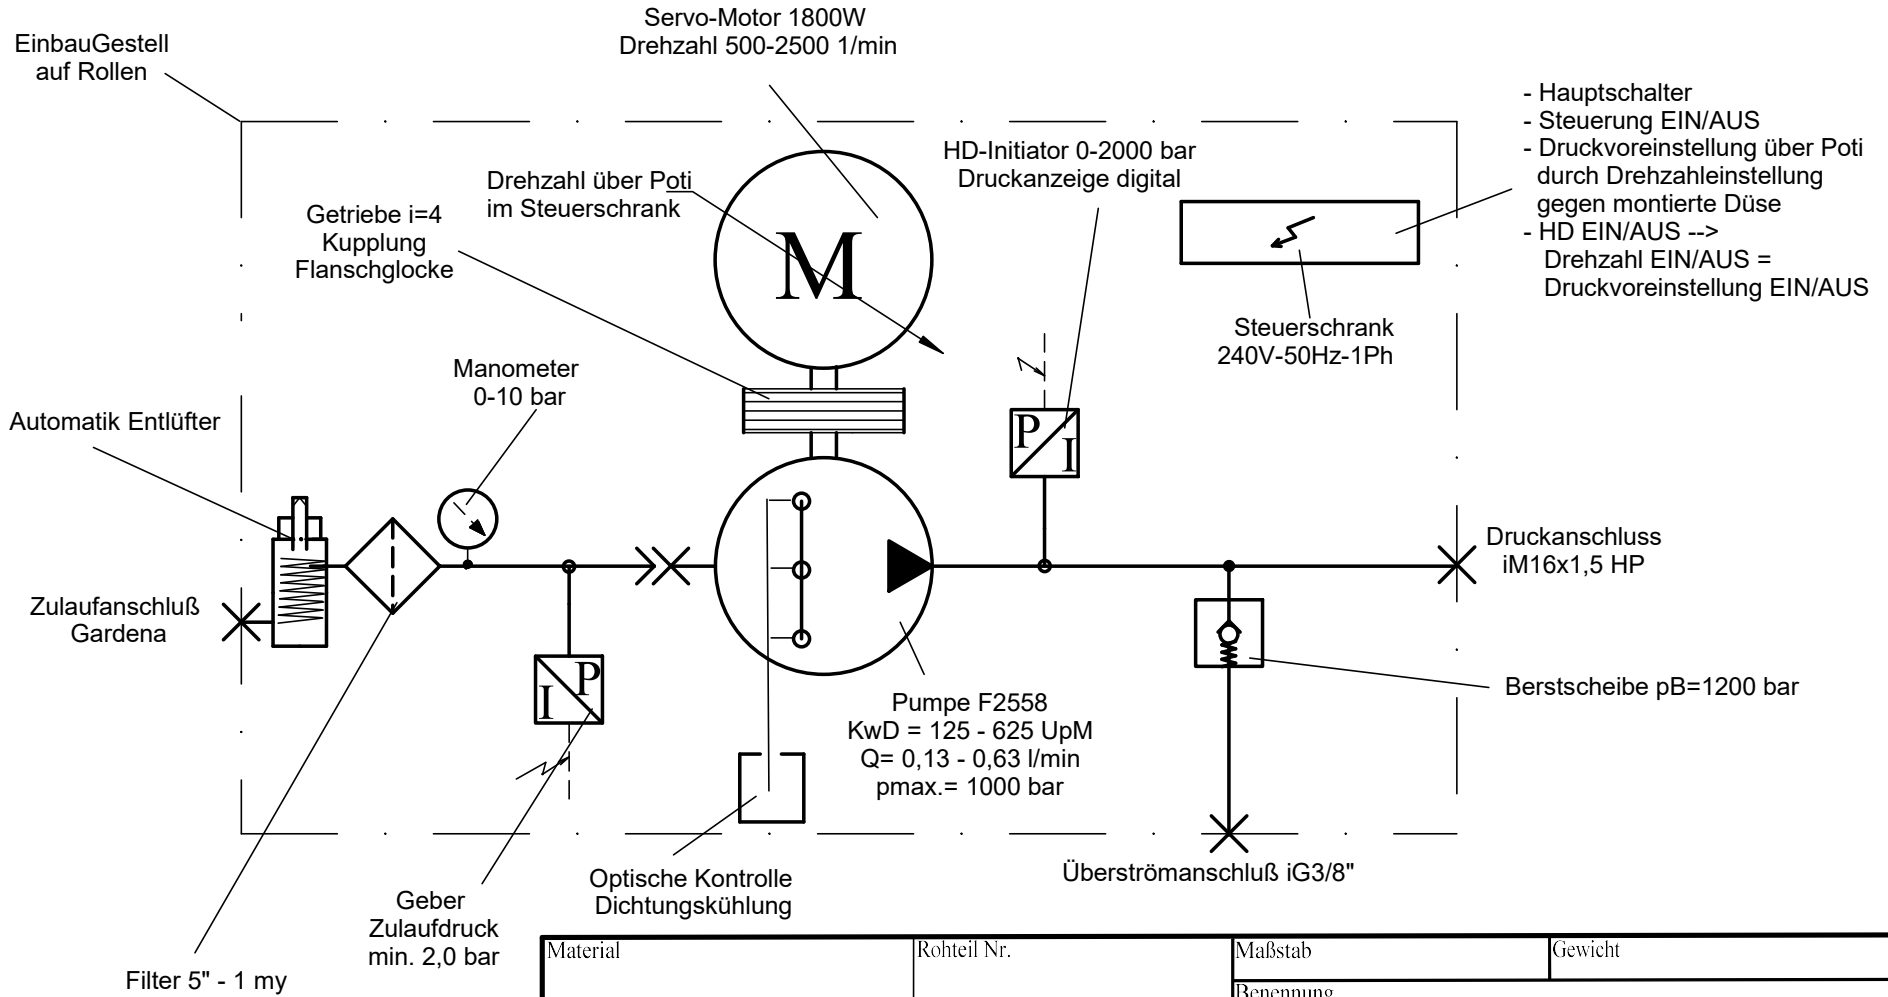 Servo-Motor 1800W
Drehzahl 500-2500 1/min
EinbauGestell
auf Rollen
- Hauptschalter
- Steuerung EIN/AUS
- Druckvoreinstellung über Poti
durch Drehzahleinstellung
gegen montierte Düse
- HD EIN/AUS -->
Drehzahl EIN/AUS =
Druckvoreinstellung EIN/AUS
HD-Initiator 0-2000 bar
Druckanzeige digital
Drehzahl über Poti
im Steuerschrank
Getriebe i=4
Kupplung
Flanschglocke
M
Steuerschrank
240V-50Hz-1Ph
Manometer
0-10 bar
Automatik Entlüfter
P
I
Druckanschluss
iM16x1,5 HP
Zulaufanschluß
Gardena
P
I
Berstscheibe pB=1200 bar
Pumpe F2558
KwD = 125 - 625 UpM
Q= 0,13 - 0,63 l/min
pmax.= 1000 bar
Überströmanschluß iG3/8"
Optische Kontrolle
Dichtungskühlung
Geber
Zulaufdruck
min. 2,0 bar
Filter 5" - 1 my
Material
Rohteil Nr.
Maßstab
Gewicht
Benennung